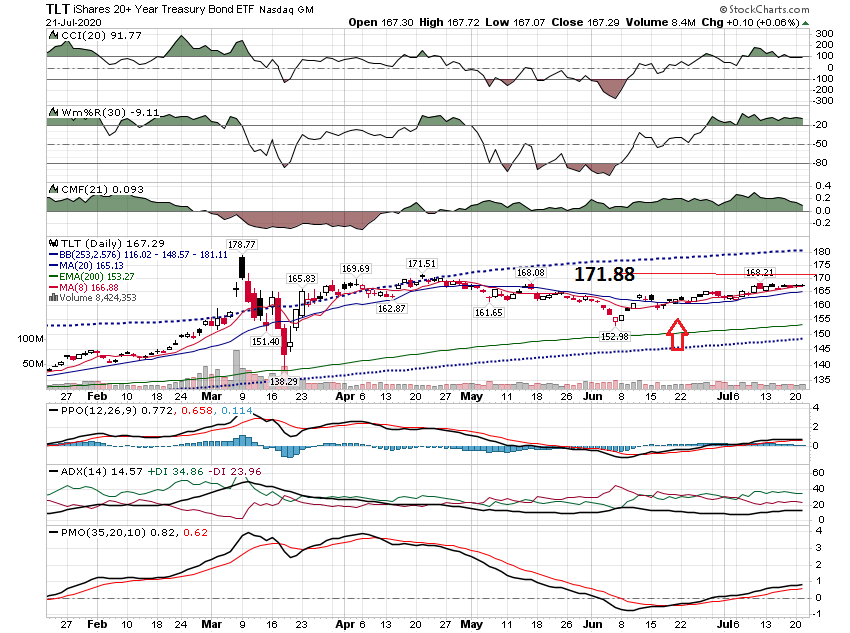 TLT iShares 20+ Year Treasury Bond ETF Nasdaq GM
© StockCharts.com
21-Jul-2020
Open 167.30 High 167.72 Low 167.07 Close 167.29 Volume 8.4M Chg +0.10 (+0.06%)
CCI(20) 91.77
300
200
100
0
-100
-200
-300
Wm%R(30) -9.11
-20
-50
-80
CMF(21) 0.093
0.4
0.2
0.0
-0.2
TLT (Daily) 167.29
BB(253,2.576) 116.02 - 148.57 - 181.11
MA(20) 165.13
EMA(200) 153.27
MA(8) 166.88
Volume 8,424,353
178.77
151.40
138.29
165.83
169.69
162.87
171.51
161.65
168.08
152.98
171.88
168.21
180
175
170
165
160
155
150
145
140
135
100M
50M
27 Feb 10 18 24 Mar 9 16 23 Apr 6 13 20 27 May 11 18 26 Jun 8 15 22 Jul6 13 20
PPO(12,26,9) 0.772, 0.658, 0.114
4
2
0
ADX(14) 14.57 +DI 34.86 -DI 23.96
60
40
20
0
PMO(35,20,10) 0.82, 0.62
4
3
2
1
0
-1
27 Feb 10 18 24 Mar 9 16 23 Apr 6 13 20 27 May 11 18 26 Jun 8 15 22 Jul6 13 20